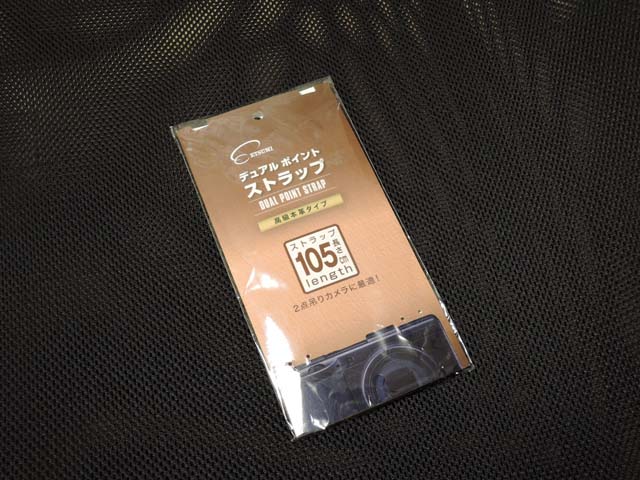 ETSUMI
デュアル ポイント
ストラップ
DUAL POINT STRAP
高級本革タイプ
ストラップ長さ
105cm
length
2点吊りカメラに最適!